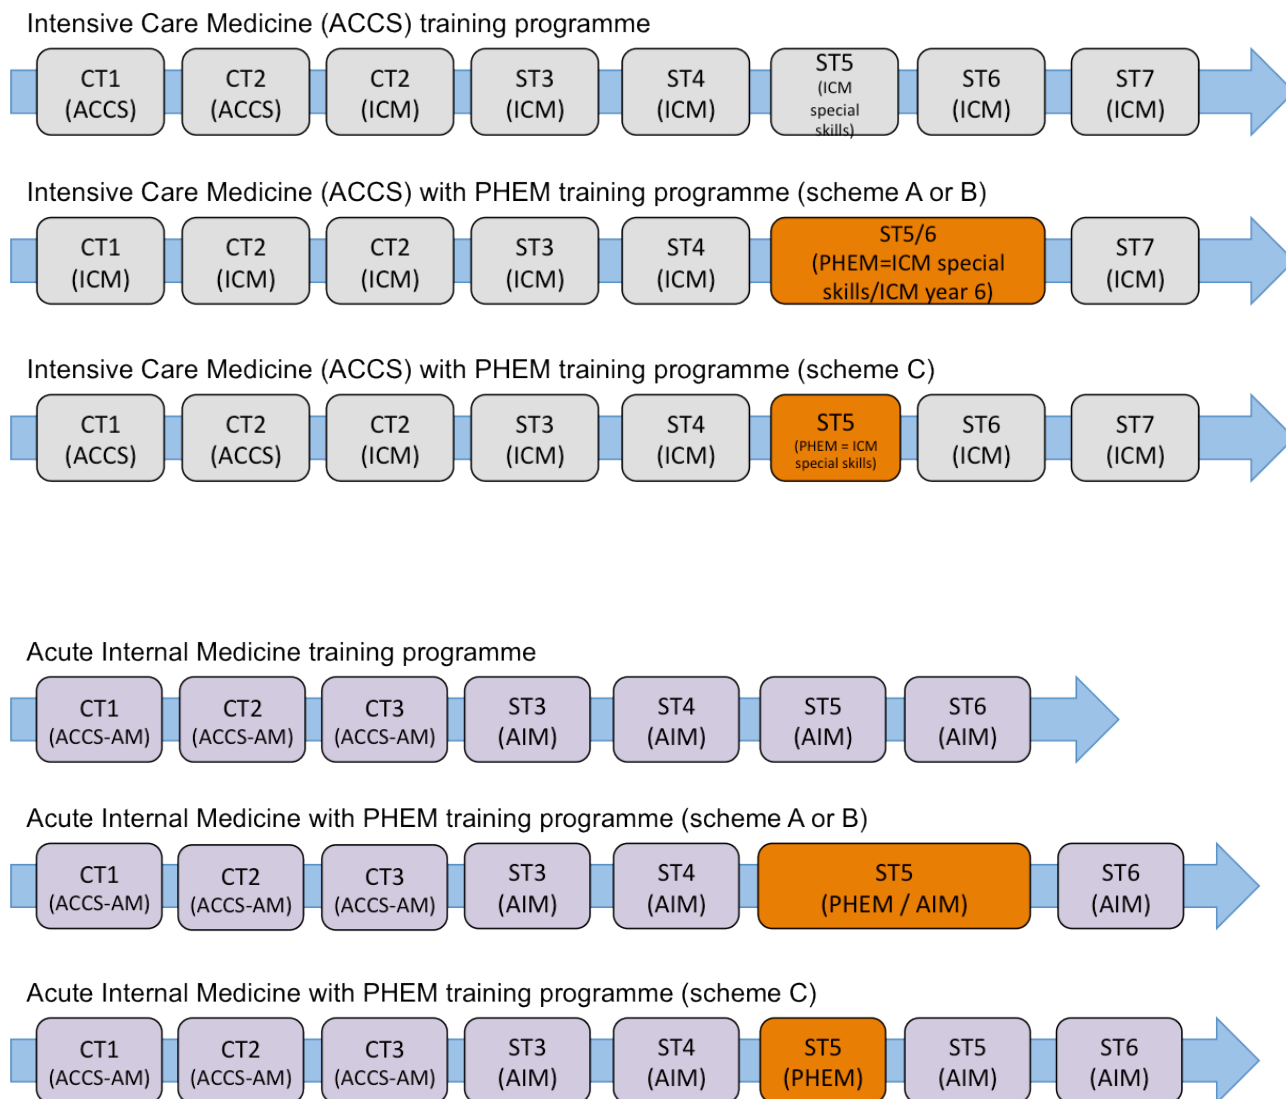 Intensive Care Medicine (ACCS) training programme
CT1
(ACCS)
CT2
(ACCS)
CT2
(ICM)
ST3
(ICM)
ST4
(ICM)
ST5
(ICM
special
skills)
ST6
(ICM)
ST7
(ICM)
Intensive Care Medicine (ACCS) with PHEM training programme (scheme A or B)
CT1
(ICM)
CT2
(ICM)
CT2
(ICM)
ST3
(ICM)
ST4
(ICM)
ST5/6
(PHEM=ICM special
skills/ICM year 6)
ST7
(ICM)
Intensive Care Medicine (ACCS) with PHEM training programme (scheme C)
CT1
(ACCS)
CT2
(ACCS)
CT2
(ICM)
ST3
(ICM)
ST4
(ICM)
ST5
(PHEM = ICM
special skills)
ST6
(ICM)
ST7
(ICM)
Acute Internal Medicine training programme
CT1
(ACCS-AM)
CT2
(ACCS-AM)
CT3
(ACCS-AM)
ST3
(AIM)
ST4
(AIM)
ST5
(AIM)
ST6
(AIM)
Acute Internal Medicine with PHEM training programme (scheme A or B)
CT1
(ACCS-AM)
CT2
(ACCS-AM)
CT3
(ACCS-AM)
ST3
(AIM)
ST4
(AIM)
ST5
(PHEM / AIM)
ST6
(AIM)
Acute Internal Medicine with PHEM training programme (scheme C)
CT1
(ACCS-AM)
CT2
(ACCS-AM)
CT3
(ACCS-AM)
ST3
(AIM)
ST4
(AIM)
ST5
(PHEM)
ST5
(AIM)
ST6
(AIM)